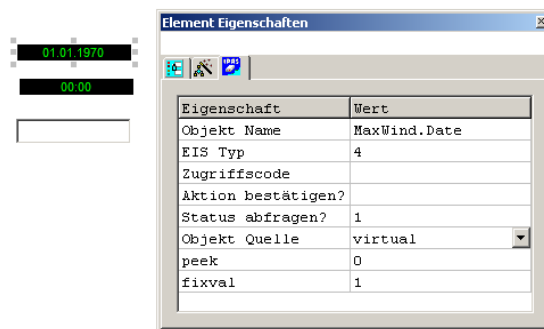 Element Eigenschaften
01.01.1970
00:00
Eigenschaft Wert
Objekt Name MaxWind.Date
EIS Typ 4
Zugriffscode
Aktion bestätigen?
Status abfragen? 1
Objekt Quelle virtual
peek 0
fixval 1